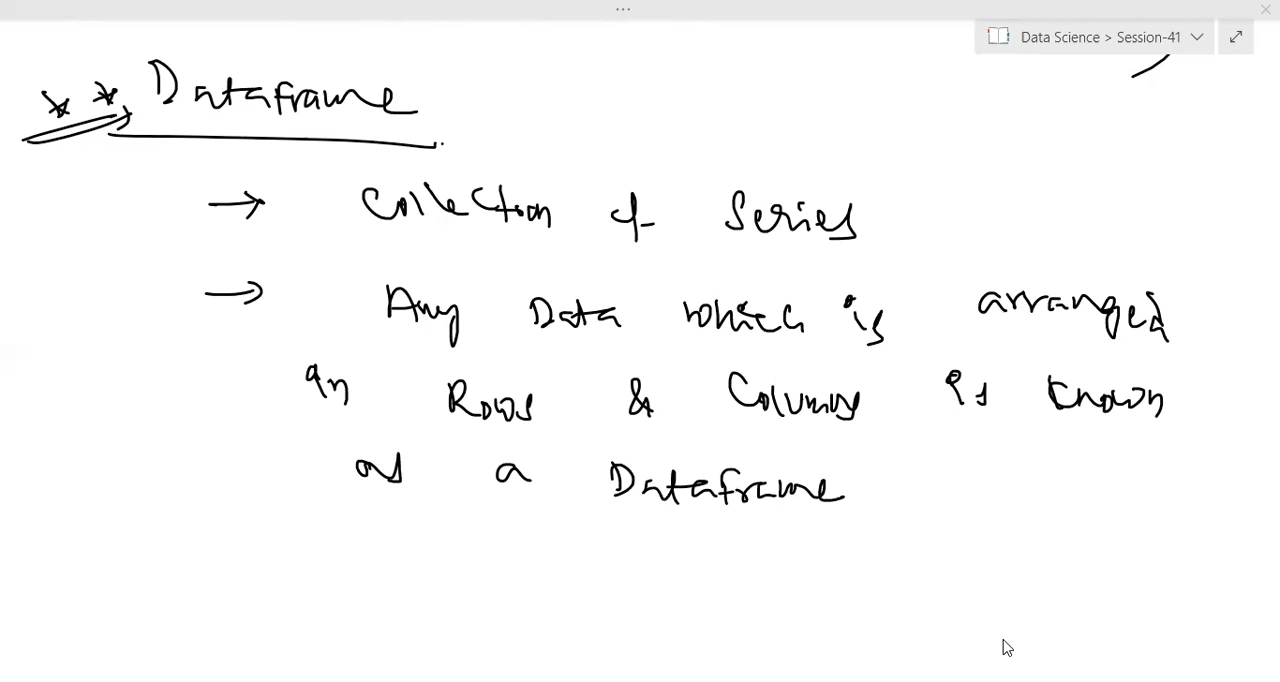 ...
Data Science > Session-41
** Dataframe
→ Collection of Series
→ Any Data which is arranged
in Rows & Columns is known
as a Dataframe